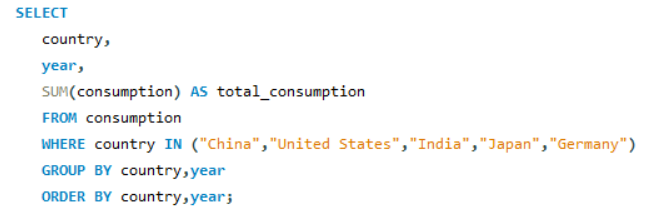 SELECT
country,
year,
SUM(consumption) AS total_consumption
FROM consumption
WHERE country IN ("China","United States","India","Japan","Germany")
GROUP BY country,year
ORDER BY country,year;